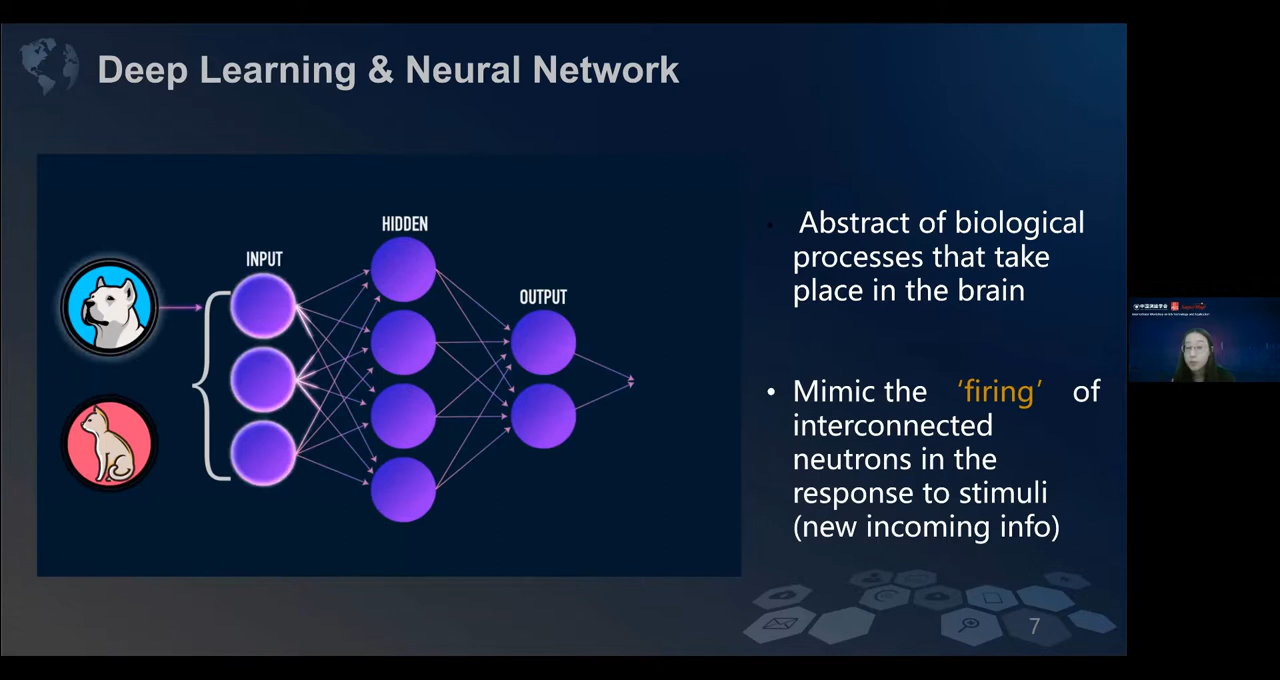 Deep Learning & Neural Network
HIDDEN
INPUT
OUTPUT
• Abstract of biological
processes that take
place in the brain
• Mimic the ‘firing’ of
interconnected
neutrons in the
response to stimuli
(new incoming info)
7